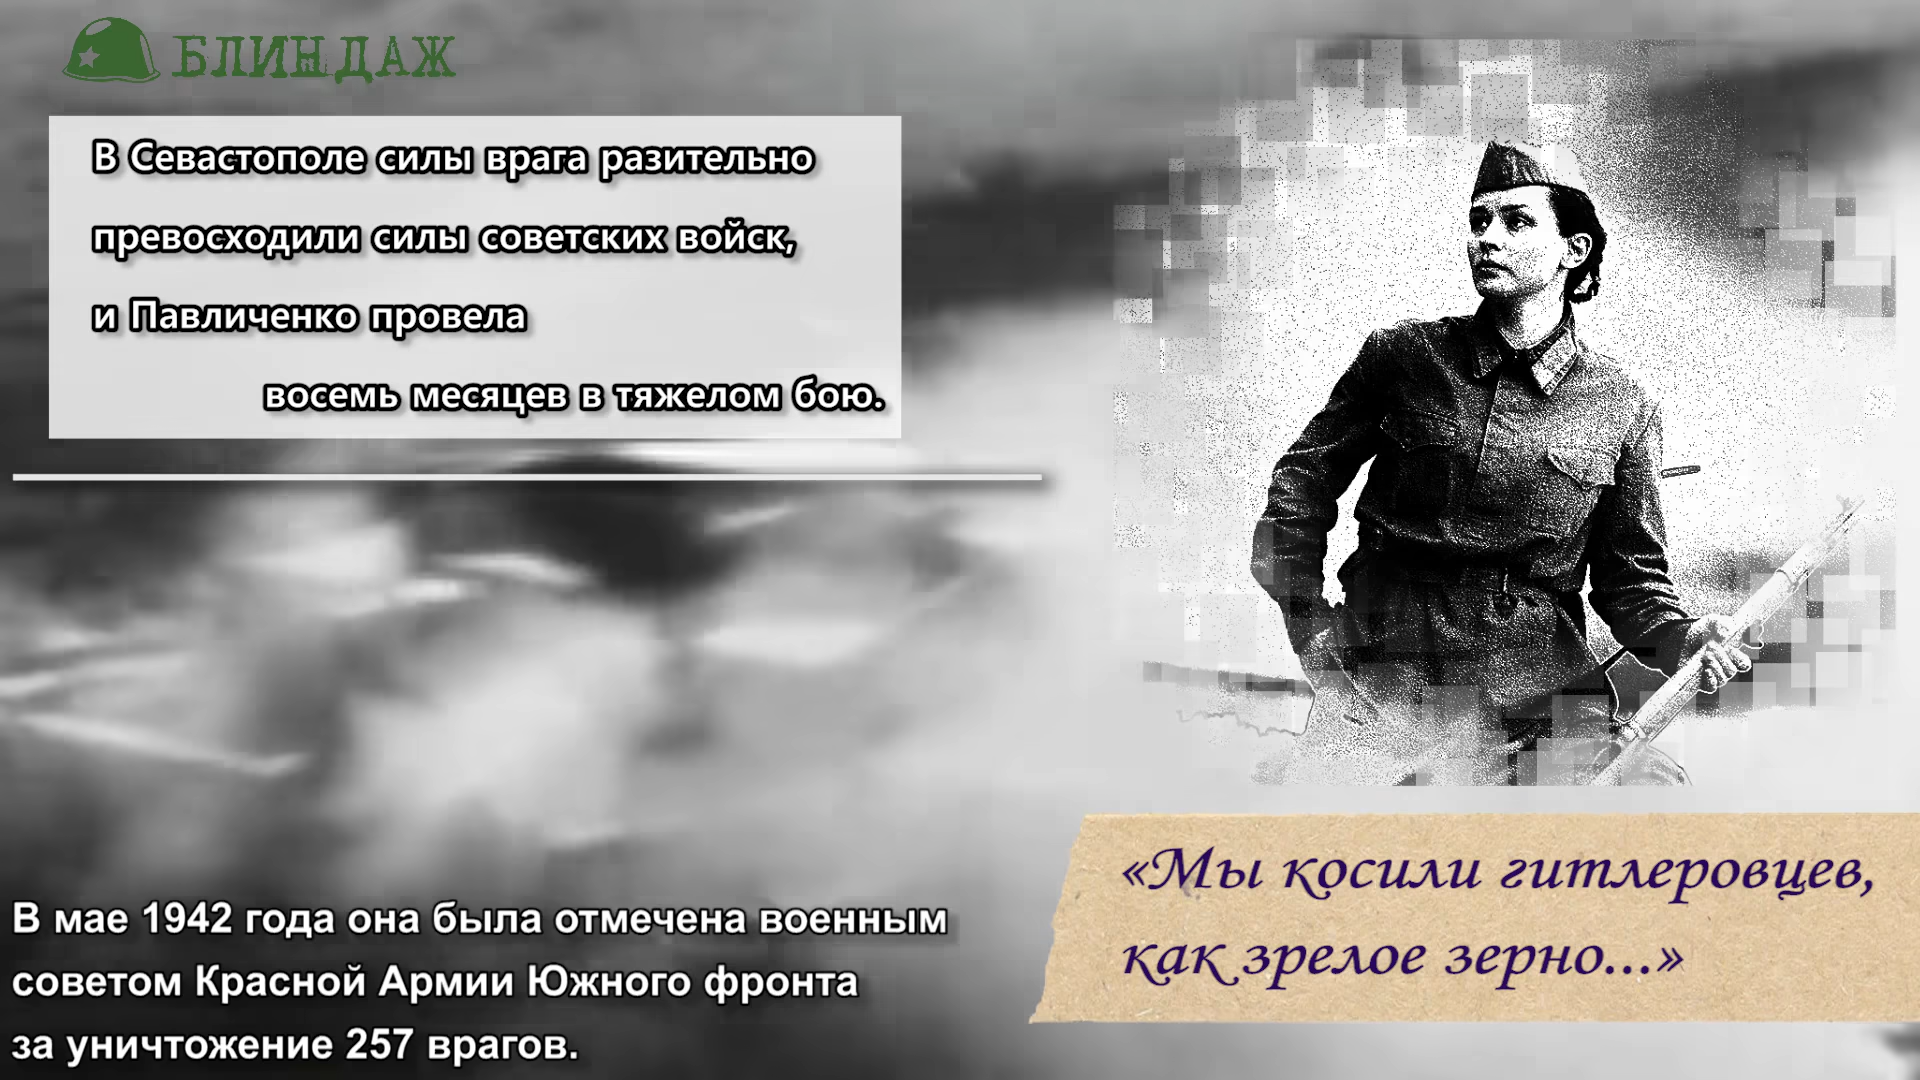 БЛИНДАЖ
В Севастополе силы врага разительно
превосходили силы советских войск,
и Павличенко провела
восемь месяцев в тяжелом бою.
В мае 1942 года она была отмечена военным
советом Красной Армии Южного фронта
за уничтожение 257 врагов.
«Мы косили гитлеровцев,
как зрелое зерно...»